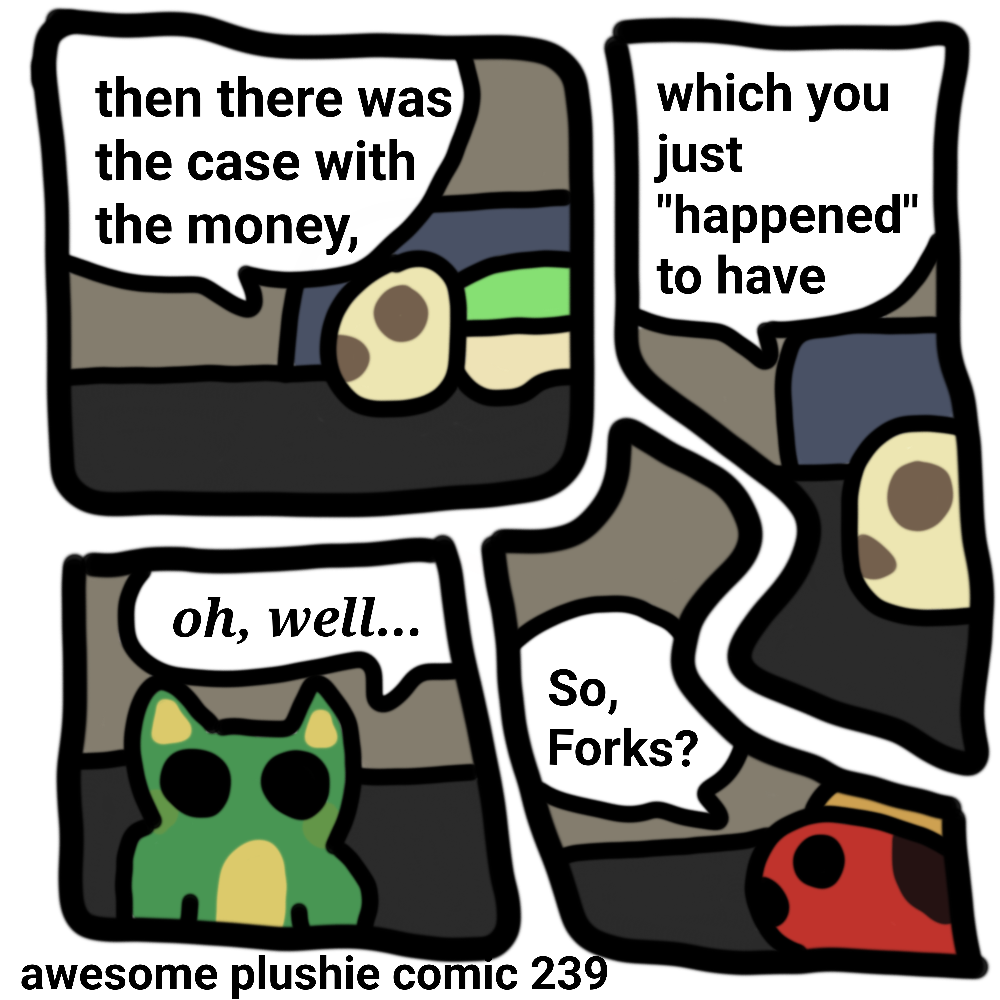 then there was
the case with
the money,
which you
just
"happened"
to have
oh, well...
So,
Forks?
awesome plushie comic 239